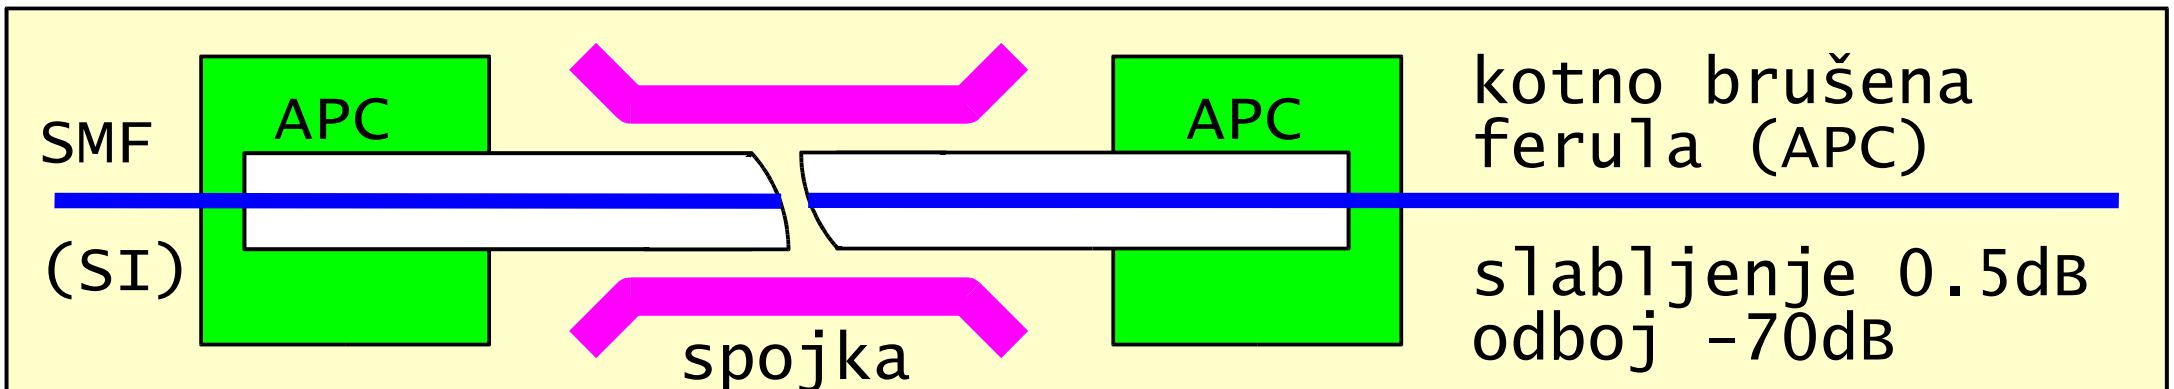 SMF
(SI)
APC
spojka
APC
kotno brušena
ferula (APC)
slabljenje 0.5dB
odboj -70dB